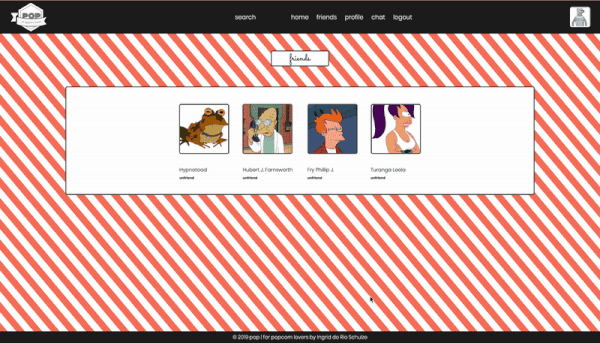 POP
search home friends profile chat logout
friends
Hypnotoad Hubert J. Farnsworth Fry Phillip J. Turanga Leela
unfriend unfriend unfriend unfriend
© 2019 pop | for popcorn lovers by Ingrid do Rio Schulze